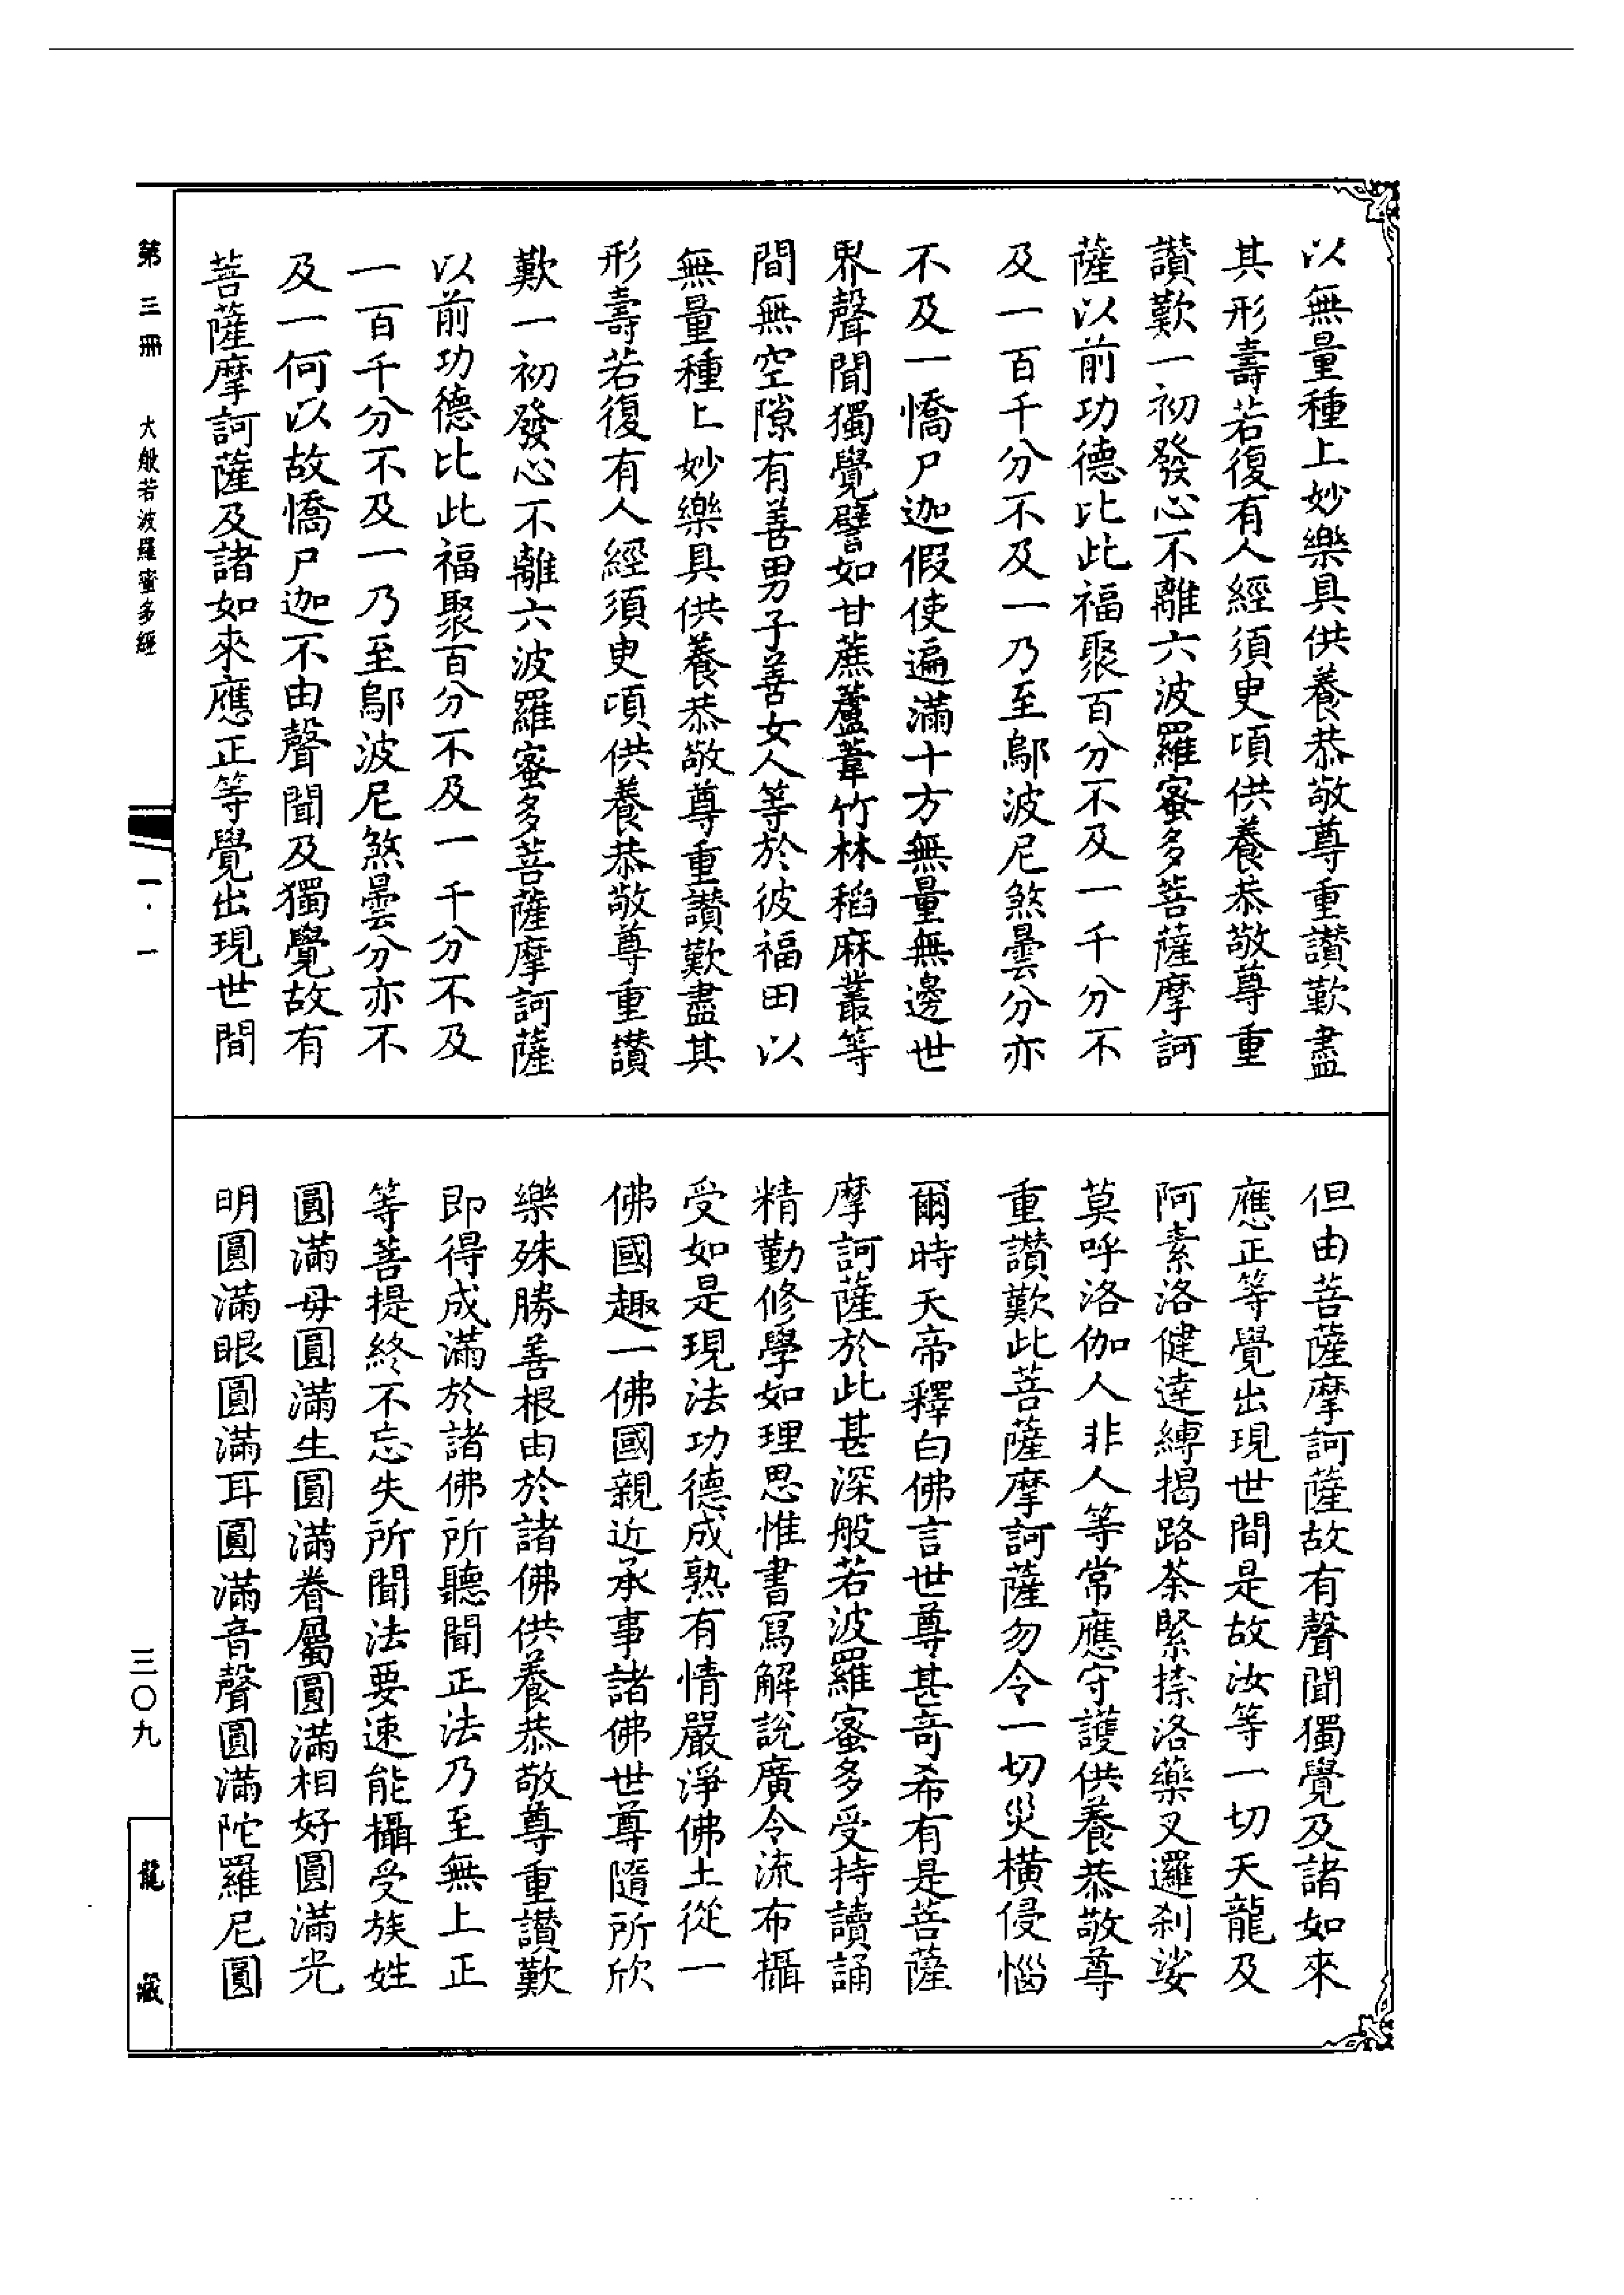 以無量種上妙樂具供養恭敬尊重讃歎盡
其形壽若復有人經須臾頃供養恭敬尊重
讃歎一初發心不離六波羅蜜多菩薩摩訶
薩以前功德比此福聚百分不及一千分不
及一百千分不及一乃至鄔波尼煞曇分亦
不及一憍尸迦假使遍滿十方無量無邊世
界聲聞獨覺譬如甘蔗蘆葦竹林稻麻叢等
間無空隙有善男子善女人等於彼福田以
無量種上妙樂具供養恭敬尊重讃歎盡其
形壽若復有人經須臾頃供養恭敬尊重讃
歎一初發心不離六波羅蜜多菩薩摩訶薩
以前功德比此福聚百分不及一千分不及
一百千分不及一乃至鄔波尼煞曇分亦不
及一何以故憍尸迦不由聲聞及獨覺故有
菩薩摩訶薩及諸如來應正等覺出現世間
但由菩薩摩訶薩故有聲聞獨覺及諸如來
應正等覺出現世間是故汝等一切天龍及
阿素洛健達縛揭路荼緊捺洛藥叉邏刹娑
莫呼洛伽人非人等常應守護供養恭敬尊
重讃歎此菩薩摩訶薩勿令一切災橫侵惱
爾時天帝釋白佛言世尊甚奇希有是菩薩
摩訶薩於此甚深般若波羅蜜多受持讀誦
精勤修學如理思惟書寫解說廣令流布攝
受如是現法功德成熟有情嚴淨佛土從一
佛國趣一佛國親近承事諸佛世尊隨所欣
樂殊勝善根由於諸佛供養恭敬尊重讃歎
即得成滿於諸佛所聽聞正法乃至無上正
等菩提終不忘失所聞法要速能攝受族姓
圓滿母圓滿生圓滿眷屬圓滿相好圓滿光
明圓滿眼圓滿耳圓滿音聲圓滿陀羅尼圓
第三冊 大般若波羅蜜多經
一·一
三〇九
龍藏